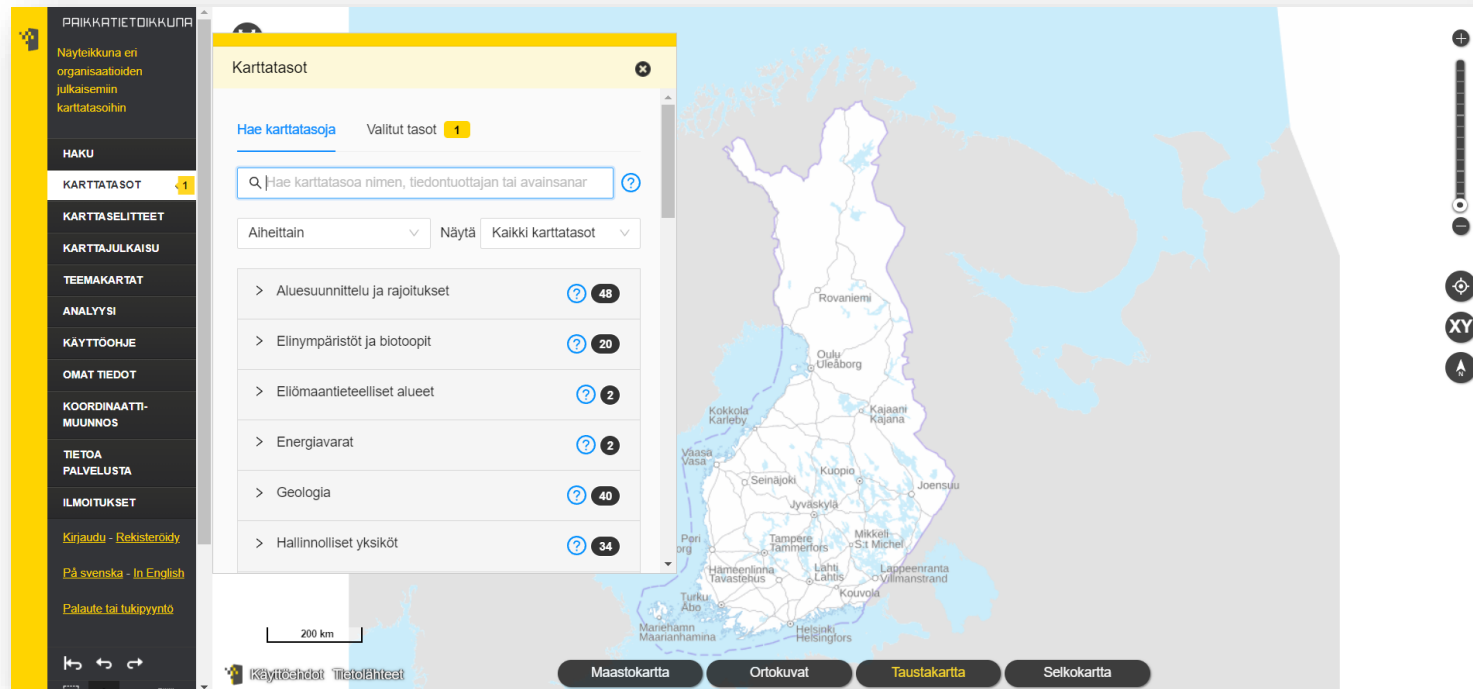 PAIKKATIETOIKKUNA
Näyteikkuna eri
organisaatioiden
julkaisemiin
karttatasoihin
HAKU
KARTTATASOT 1
KARTTASELITTEET
KARTTAJULKAISU
TEEMAKARTAT
ANALYYSI
KÄYTTÖOHJE
OMAT TIEDOT
KOORDINAATTI-
MUUNNOS
TIETOA
PALVELUSTA
ILMOITUKSET
Kirjaudu - Rekisteröidy
På svenska - In English
Palaute tai tukipyyntö
Karttatasot
Hae karttatasoja Valitut tasot 1
Hae karttatasoa nimen, tiedontuottajan tai avainsanar
Aiheittain Näytä Kaikki karttatasot
Aluesuunnittelu ja rajoitukset ? 48
Elinympäristöt ja biotoopit ? 20
Eliömaantieteelliset alueet ? 2
Energiavarat ? 2
Geologia ? 40
Hallinnolliset yksiköt ? 34
Rovaniemi
Oulu
Uleåborg
Kokkola
Karleby
Kajaani
Kajana
Vaasa
Vasa
Kuopio
Seinäjoki
Joensuu
Jyväskylä
Pori
org
Tampere
Tammerfors
Mikkeli
S:t Michel
Hämeenlinna
Tavastehus
Lahti
Lahtis
Lappeenranta
Villmanstrand
Kouvola
Turku
Åbo
Mariehamn
Maarianhamina
Helsinki
Helsingfors
XY
N
200 km
Käyttöehdot Tietolähteet
Maastokartta Ortokuvat Taustakartta Selkokartta